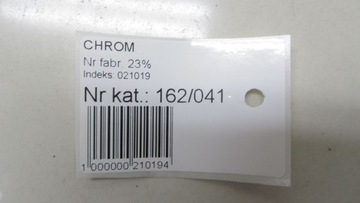 CHROM
Nr fabr. 23%
Indeks: 021019
Nr kat.: 162/041
1 000000 210194